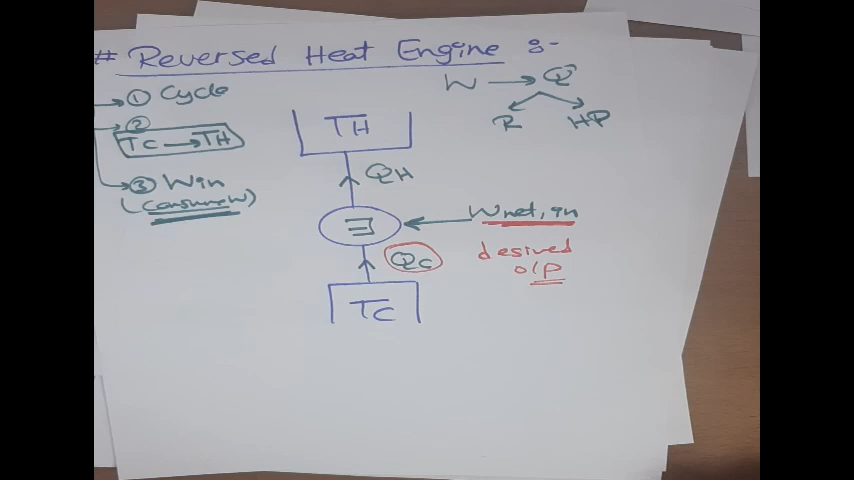 # Reversed Heat Engine :-
W → Q
R HP
→ ① Cycle
→ ②
TC → TH
→ ③ Win
(consume W)
TH
QH
E
Wnet, in
QC
desired
O/P
TC